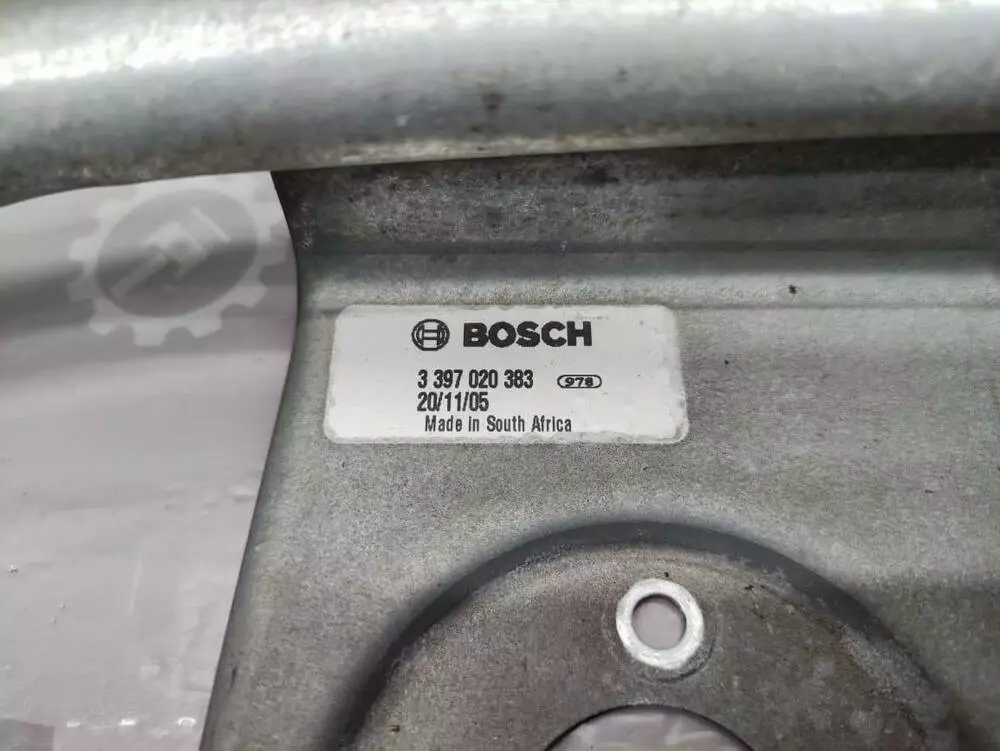 BOSCH
3 397 020 383 978
20/11/05
Made in South Africa